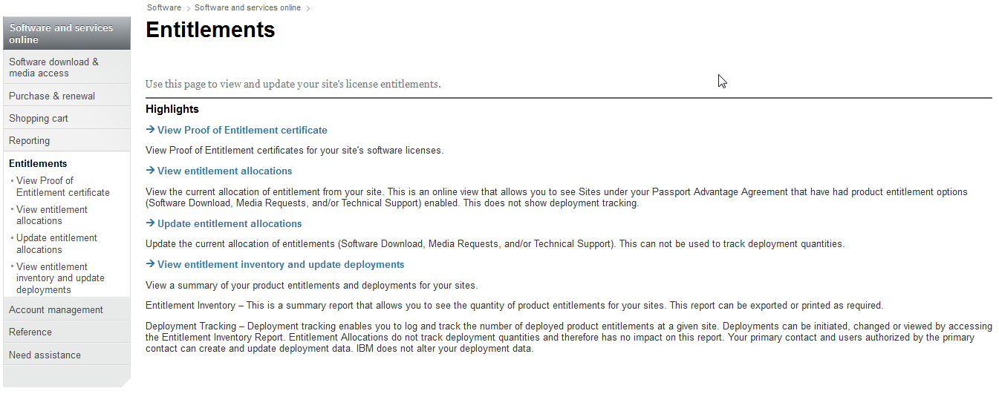 Software > Software and services online >
Software and services
online
Software download &
media access
Purchase & renewal
Shopping cart
Reporting
Entitlements
View Proof of
Entitlement certificate
View entitlement
allocations
Update entitlement
allocations
View entitlement
inventory and update
deployments
Account management
Reference
Need assistance
Entitlements
Use this page to view and update your site's license entitlements.
Highlights
View Proof of Entitlement certificate
View Proof of Entitlement certificates for your site's software licenses.
View entitlement allocations
View the current allocation of entitlement from your site. This is an online view that allows you to see Sites under your Passport Advantage Agreement that have had product entitlement options
(Software Download, Media Requests, and/or Technical Support) enabled. This does not show deployment tracking.
Update entitlement allocations
Update the current allocation of entitlements (Software Download, Media Requests, and/or Technical Support). This can not be used to track deployment quantities.
View entitlement inventory and update deployments
View a summary of your product entitlements and deployments for your sites.
Entitlement Inventory – This is a summary report that allows you to see the quantity of product entitlements for your sites. This report can be exported or printed as required.
Deployment Tracking – Deployment tracking enables you to log and track the number of deployed product entitlements at a given site. Deployments can be initiated, changed or viewed by accessing
the Entitlement Inventory Report. Entitlement Allocations do not track deployment quantities and therefore has no impact on this report. Your primary contact and users authorized by the primary
contact can create and update deployment data. IBM does not alter your deployment data.